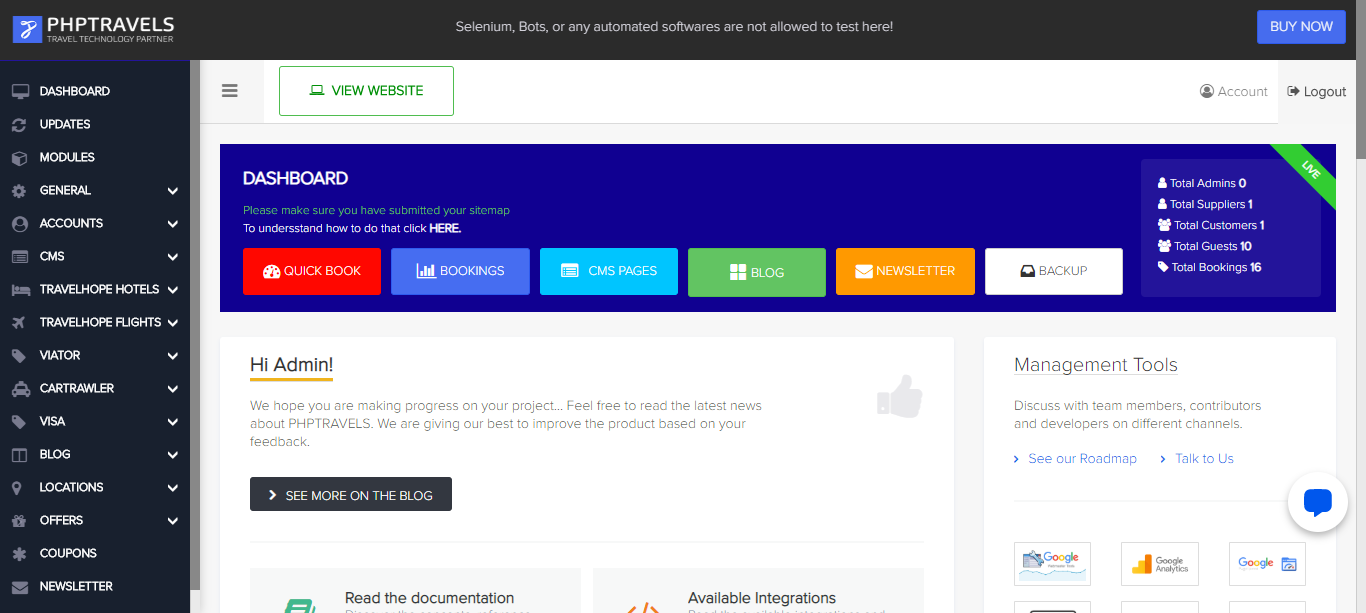 PHPTRAVELS
TRAVEL TECHNOLOGY PARTNER
Selenium, Bots, or any automated softwares are not allowed to test here!
BUY NOW
DASHBOARD
UPDATES
MODULES
GENERAL
ACCOUNTS
CMS
TRAVELHOPE HOTELS
TRAVELHOPE FLIGHTS
VIATOR
CARTRAWLER
VISA
BLOG
LOCATIONS
OFFERS
COUPONS
NEWSLETTER
VIEW WEBSITE
Account
Logout
DASHBOARD
Please make sure you have submitted your sitemap
To undersstand how to do that click HERE.
QUICK BOOK
BOOKINGS
CMS PAGES
BLOG
NEWSLETTER
BACKUP
Total Admins 0
Total Suppliers 1
Total Customers 1
Total Guests 10
Total Bookings 16
LIVE
Hi Admin!
We hope you are making progress on your project... Feel free to read the latest news
about PHPTRAVELS. We are giving our best to improve the product based on your
feedback.
SEE MORE ON THE BLOG
Read the documentation
Available Integrations
Management Tools
Discuss with team members, contributors
and developers on different channels.
See our Roadmap
Talk to Us
Google
Google
Analytics
Google